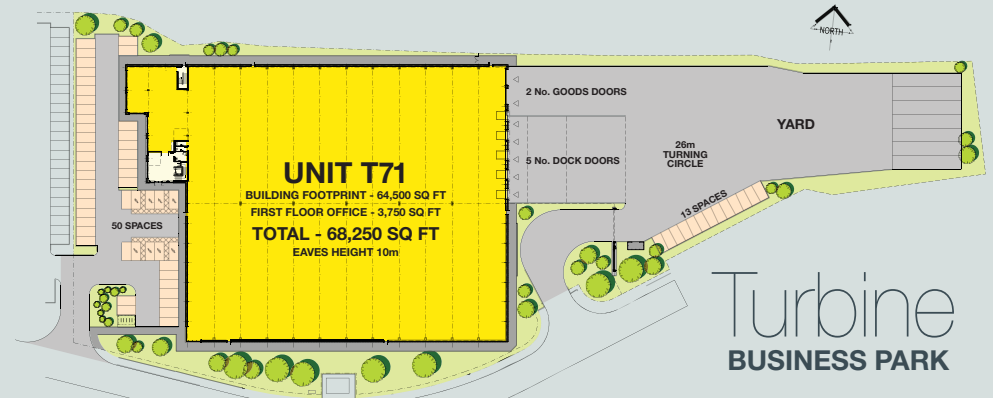 NORTH
2 No. GOODS DOORS
YARD
5 No. DOCK DOORS
26m
TURNING
CIRCLE
UNIT T71
BUILDING FOOTPRINT - 64,500 SQ FT
FIRST FLOOR OFFICE - 3,750 SQ FT
TOTAL - 68,250 SQ FT
EAVES HEIGHT 10m
50 SPACES
13 SPACES
Turbine
BUSINESS PARK